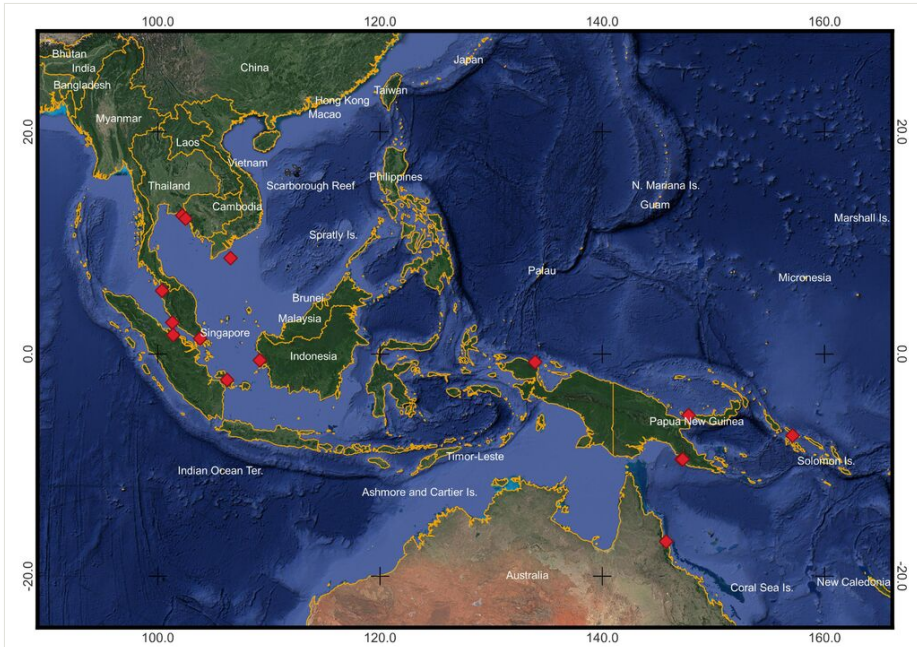 100.0 120.0 140.0 160.0
Bhutan
India
Bangladesh
China
Japan
Taiwan
Hong Kong
Macao
Myanmar
20.0 20.0
Laos
Vietnam
Thailand
Scarborough Reef
Philippines
N. Mariana Is.
Cambodia
Guam
Marshall Is.
Spratly Is.
Palau
Micronesia
Brunei
Malaysia
Singapore
0.0 0.0
Indonesia
Papua New Guinea
Timor-Leste
Solomon Is.
Indian Ocean Ter.
Ashmore and Cartier Is.
-20.0 -20.0
Australia
Coral Sea Is.
New Caledonia
100.0 120.0 140.0 160.0